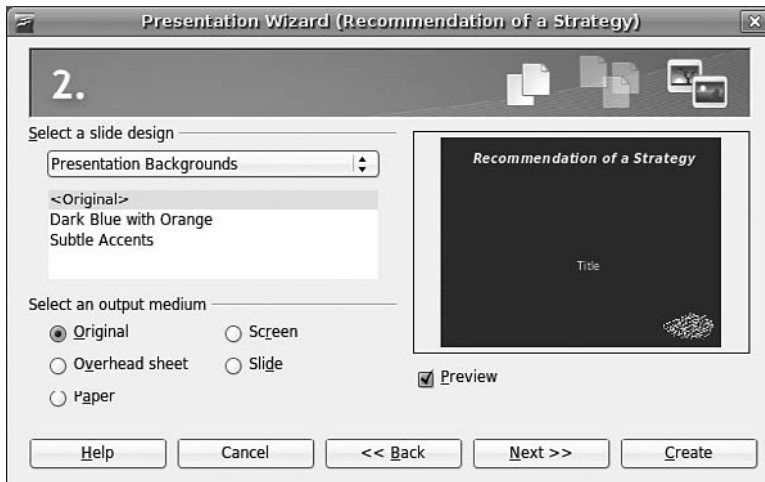 Presentation Wizard (Recommendation of a Strategy)
2.
Select a slide design
Presentation Backgrounds
<Original>
Dark Blue with Orange
Subtle Accents
Select an output medium
Original
Screen
Overhead sheet
Slide
Paper
Recommendation of a Strategy
Title
Preview
Help
Cancel
<< Back
Next >>
Create